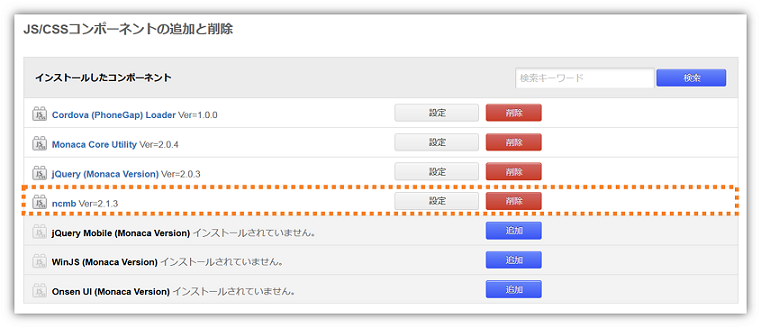 JS/CSSコンポーネントの追加と削除
インストールしたコンポーネント 検索キーワード 検索
Cordova (PhoneGap) Loader Ver=1.0.0 設定 削除
Monaca Core Utility Ver=2.0.4 設定 削除
jQuery (Monaca Version) Ver=2.0.3 設定 削除
ncmb Ver=2.1.3 設定 削除
jQuery Mobile (Monaca Version) インストールされていません。 追加
WinJS (Monaca Version) インストールされていません。 追加
Onsen UI (Monaca Version) インストールされていません。 追加